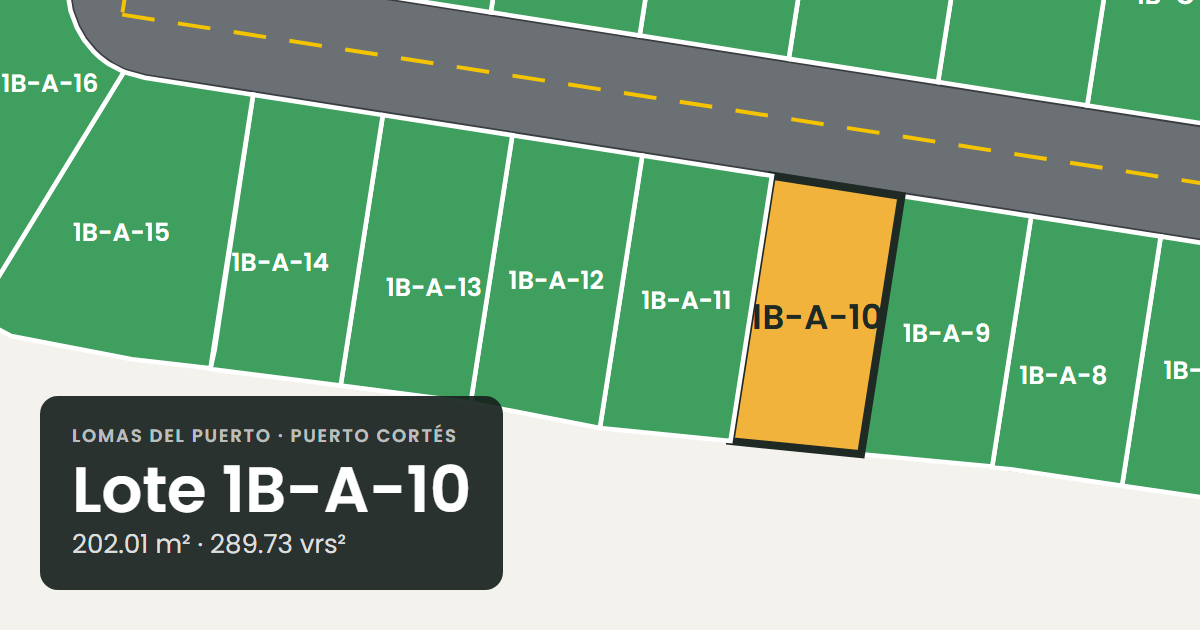 1B-A-16
1B-A-15
1B-A-14
1B-A-13
1B-A-12
1B-A-11
1B-A-10
1B-A-9
1B-A-8
LOMAS DEL PUERTO · PUERTO CORTÉS
Lote 1B-A-10
202.01 m² · 289.73 vrs²